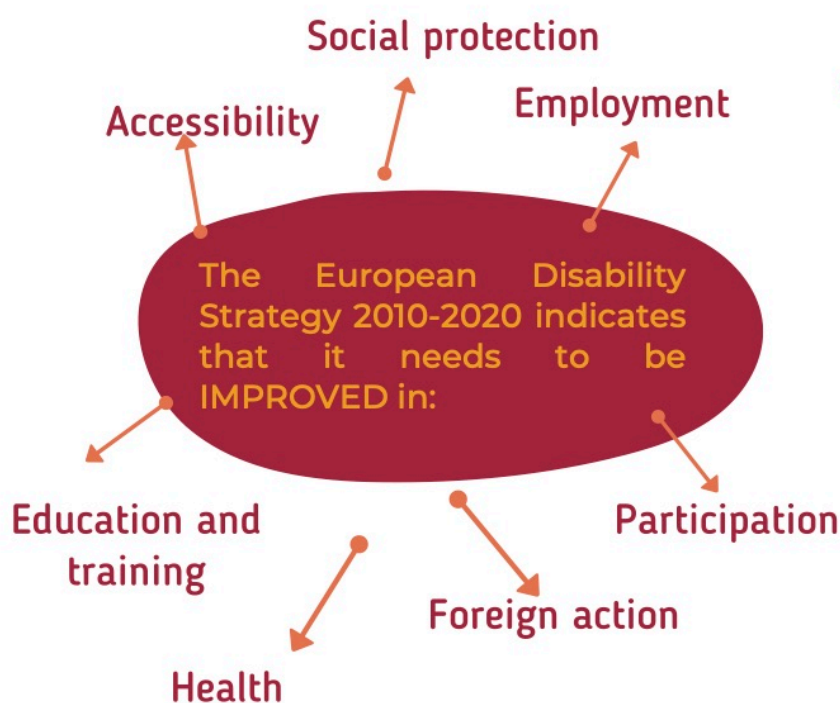 Social protection
Employment
Accessibility
The European Disability
Strategy 2010-2020 indicates
that it needs to be
IMPROVED in:
Education and
training
Participation
Foreign action
Health